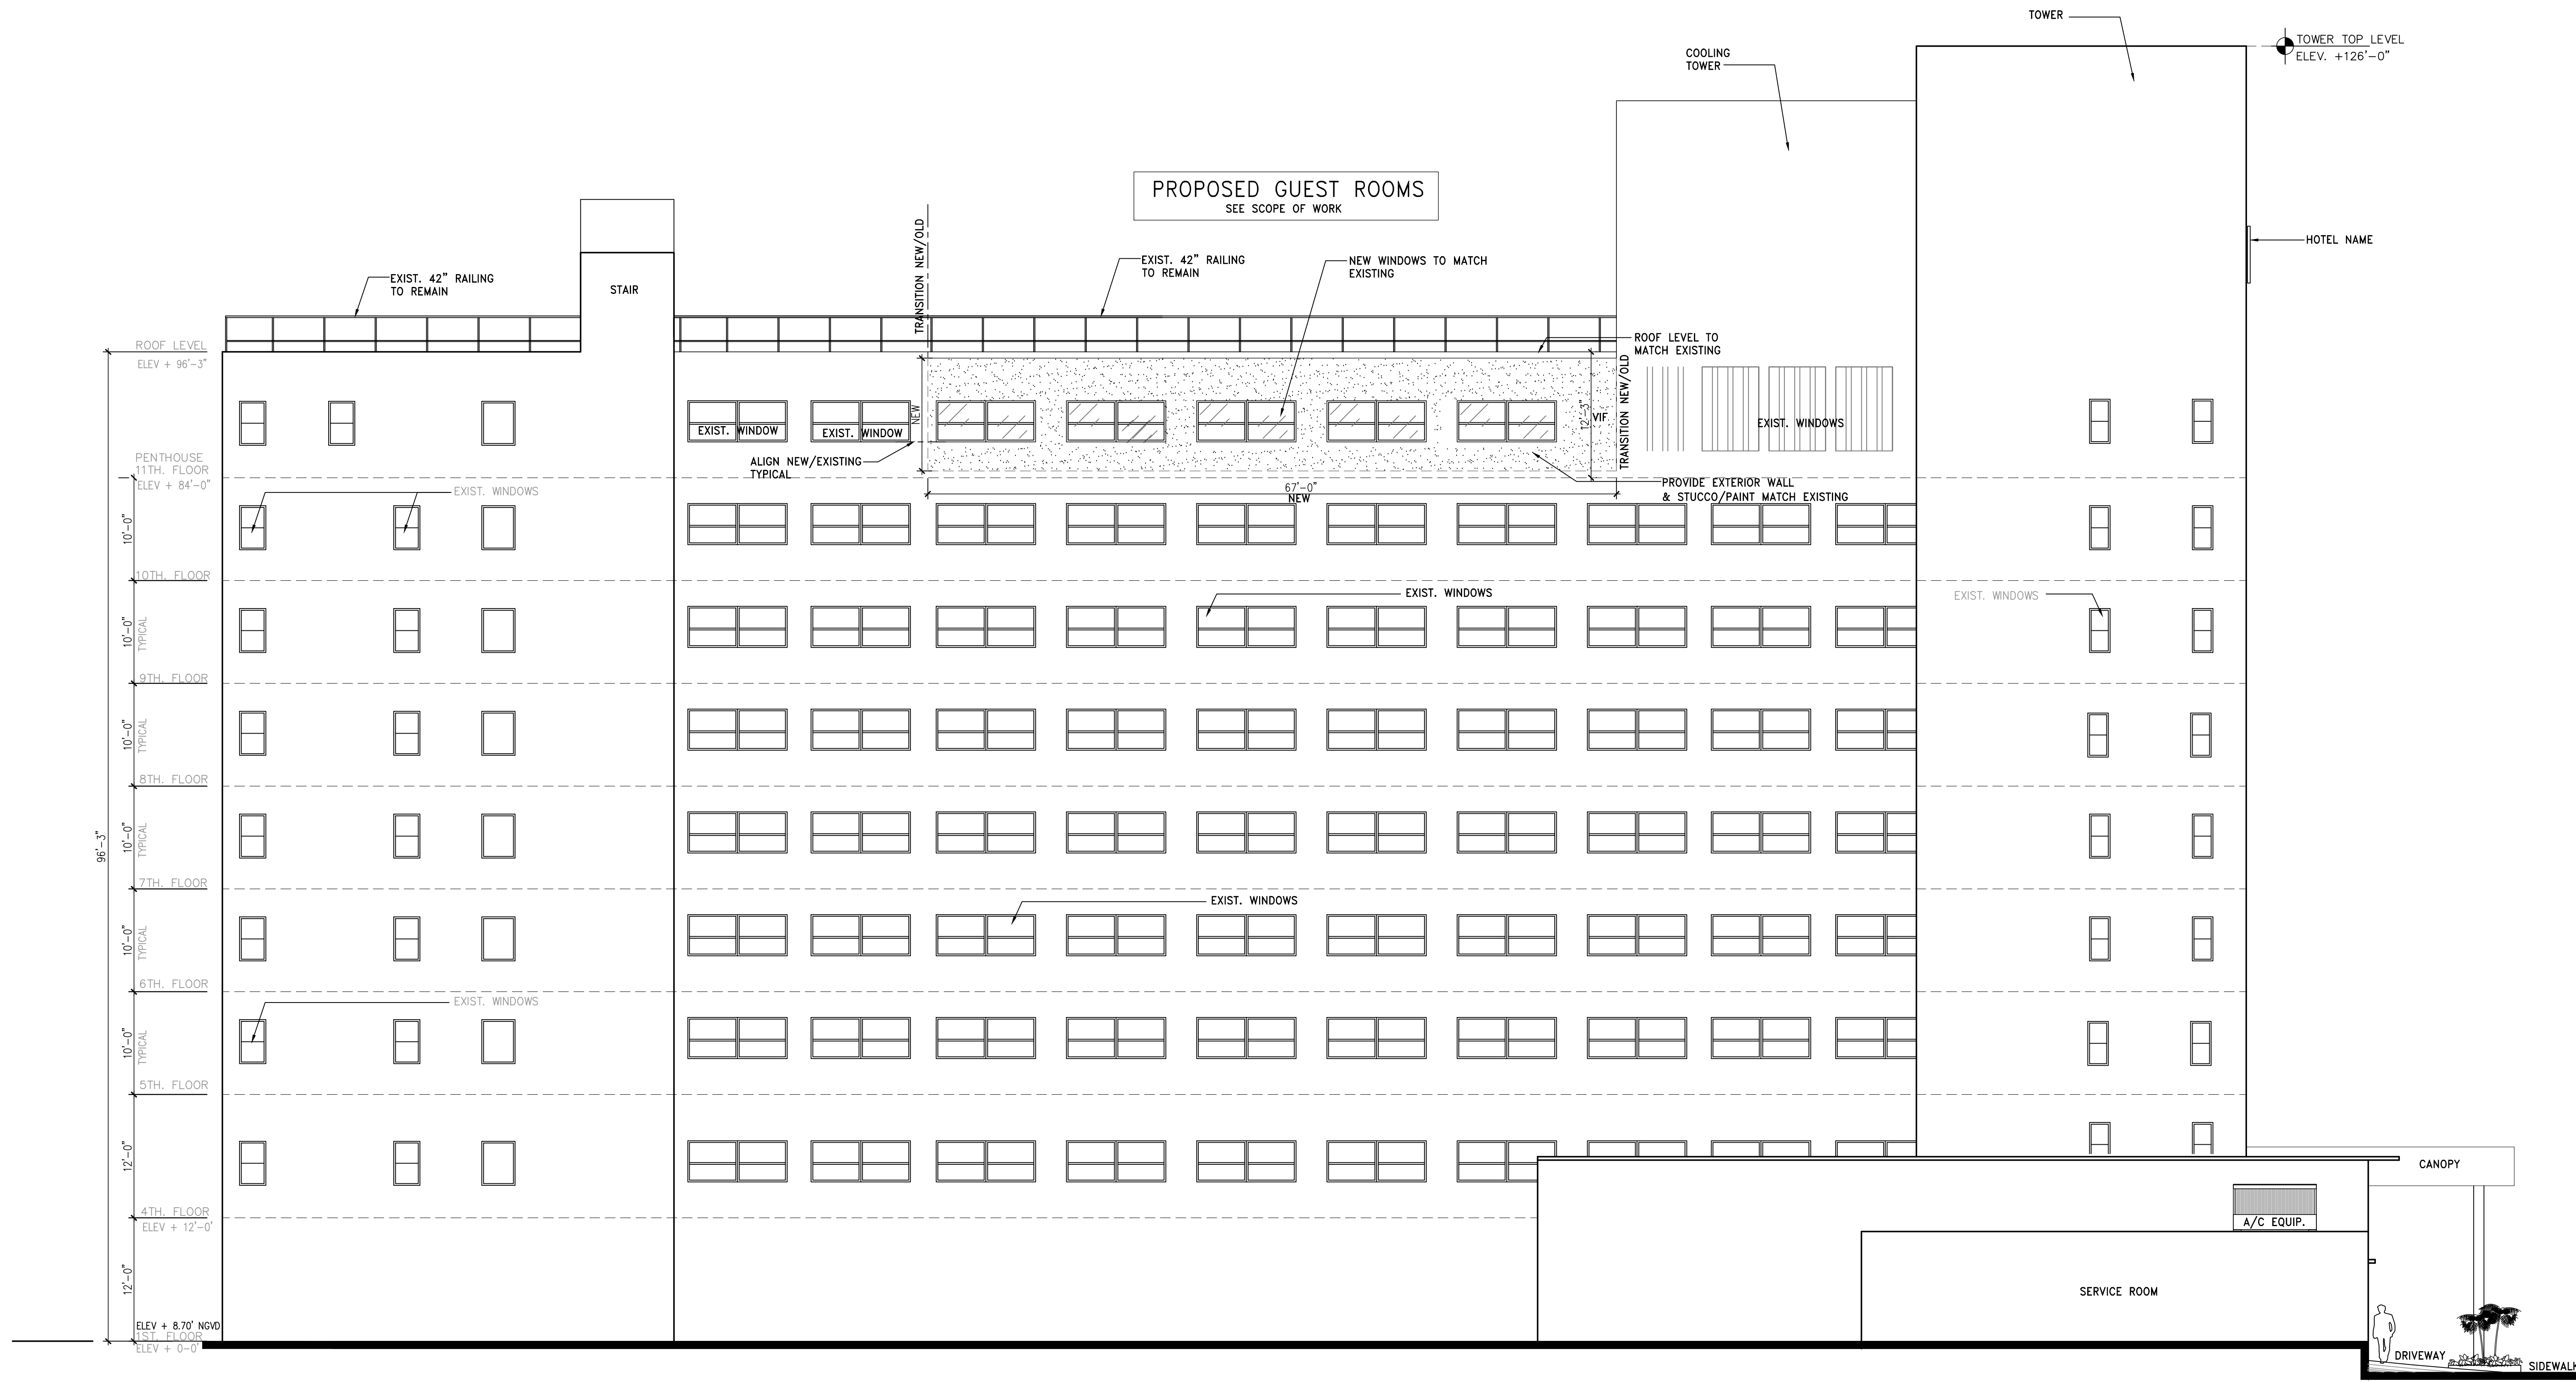 TOWER
TOWER TOP LEVEL
ELEV. +126'-0"
COOLING
TOWER
PROPOSED GUEST ROOMS
SEE SCOPE OF WORK
TRANSITION NEW/OLD
HOTEL NAME
EXIST. 42" RAILING
TO REMAIN
STAIR
EXIST. 42" RAILING
TO REMAIN
NEW WINDOWS TO MATCH
EXISTING
ROOF LEVEL
ELEV + 96'-3"
ROOF LEVEL TO
MATCH EXISTING
TRANSITION NEW/OLD
NEW
12'-3"
VIF.
EXIST. WINDOW
EXIST. WINDOW
EXIST. WINDOWS
ALIGN NEW/EXISTING
TYPICAL
PENTHOUSE
11TH. FLOOR
ELEV + 84'-0"
67'-0"
NEW
PROVIDE EXTERIOR WALL
& STUCCO/PAINT MATCH EXISTING
EXIST. WINDOWS
10'-0"
10TH. FLOOR
EXIST. WINDOWS
EXIST. WINDOWS
10'-0"
TYPICAL
9TH. FLOOR
10'-0"
TYPICAL
8TH. FLOOR
96'-3"
10'-0"
TYPICAL
7TH. FLOOR
EXIST. WINDOWS
10'-0"
TYPICAL
6TH. FLOOR
EXIST. WINDOWS
10'-0"
TYPICAL
5TH. FLOOR
12'-0"
CANOPY
4TH. FLOOR
ELEV + 12'-0'
A/C EQUIP.
12'-0"
SERVICE ROOM
ELEV + 8.70' NGVD
1ST. FLOOR
ELEV + 0-0'
DRIVEWAY
SIDEWALK